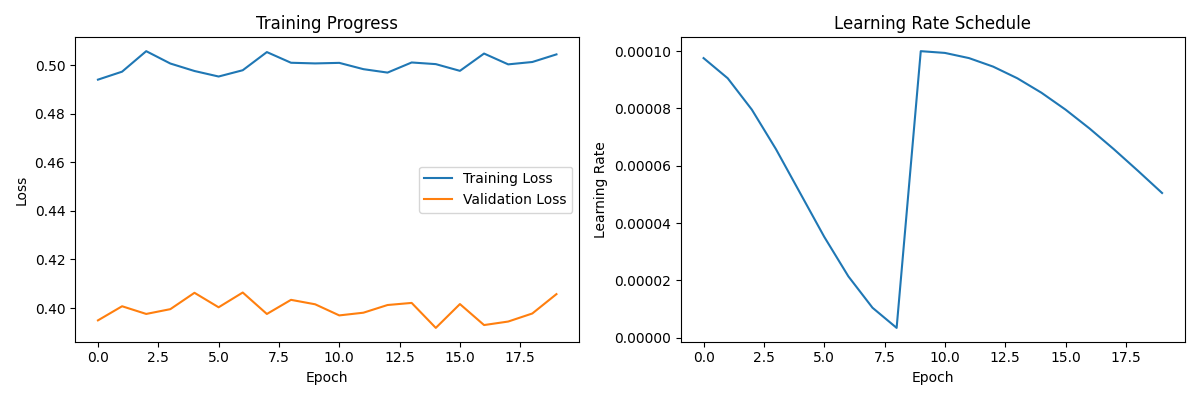 Training Progress
Loss
0.50
0.48
0.46
0.44
0.42
0.40
Training Loss
Validation Loss
0.0 2.5 5.0 7.5 10.0 12.5 15.0 17.5
Epoch
Learning Rate Schedule
Learning Rate
0.00010
0.00008
0.00006
0.00004
0.00002
0.00000
0.0 2.5 5.0 7.5 10.0 12.5 15.0 17.5
Epoch